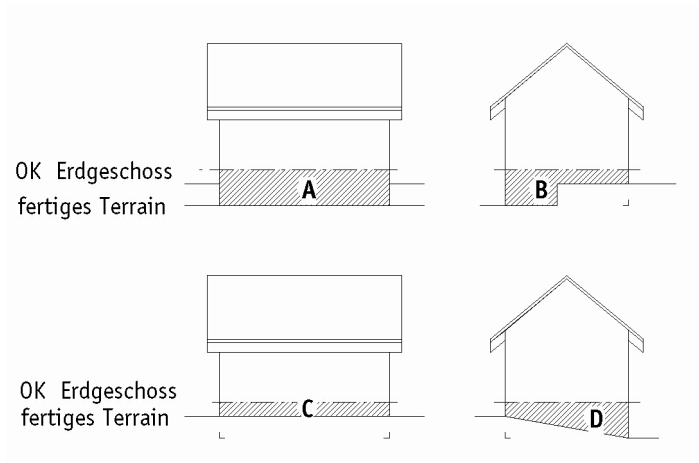 OK Erdgeschoss
fertiges Terrain
A
B
OK Erdgeschoss
fertiges Terrain
C
D